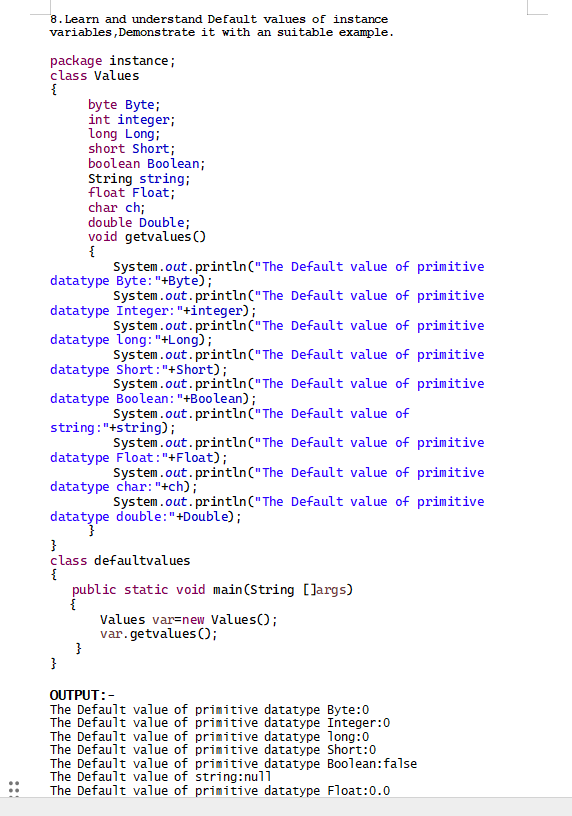 8.Learn and understand Default values of instance
variables,Demonstrate it with an suitable example.
package instance;
class Values
{
byte Byte;
int integer;
long Long;
short Short;
boolean Boolean;
String string;
float Float;
char ch;
double Double;
void getvalues()
{
System.out.println("The Default value of primitive
datatype Byte:"+Byte);
System.out.println("The Default value of primitive
datatype Integer:"+integer);
System.out.println("The Default value of primitive
datatype long:"+Long);
System.out.println("The Default value of primitive
datatype Short:"+Short);
System.out.println("The Default value of primitive
datatype Boolean:"+Boolean);
System.out.println("The Default value of
string:"+string);
System.out.println("The Default value of primitive
datatype Float:"+Float);
System.out.println("The Default value of primitive
datatype char:"+ch);
System.out.println("The Default value of primitive
datatype double:"+Double);
}
}
class defaultvalues
{
public static void main(String []args)
{
Values var=new Values();
var.getvalues();
}
}
OUTPUT:-
The Default value of primitive datatype Byte:0
The Default value of primitive datatype Integer:0
The Default value of primitive datatype long:0
The Default value of primitive datatype Short:0
The Default value of primitive datatype Boolean:false
The Default value of string:null
The Default value of primitive datatype Float:0.0